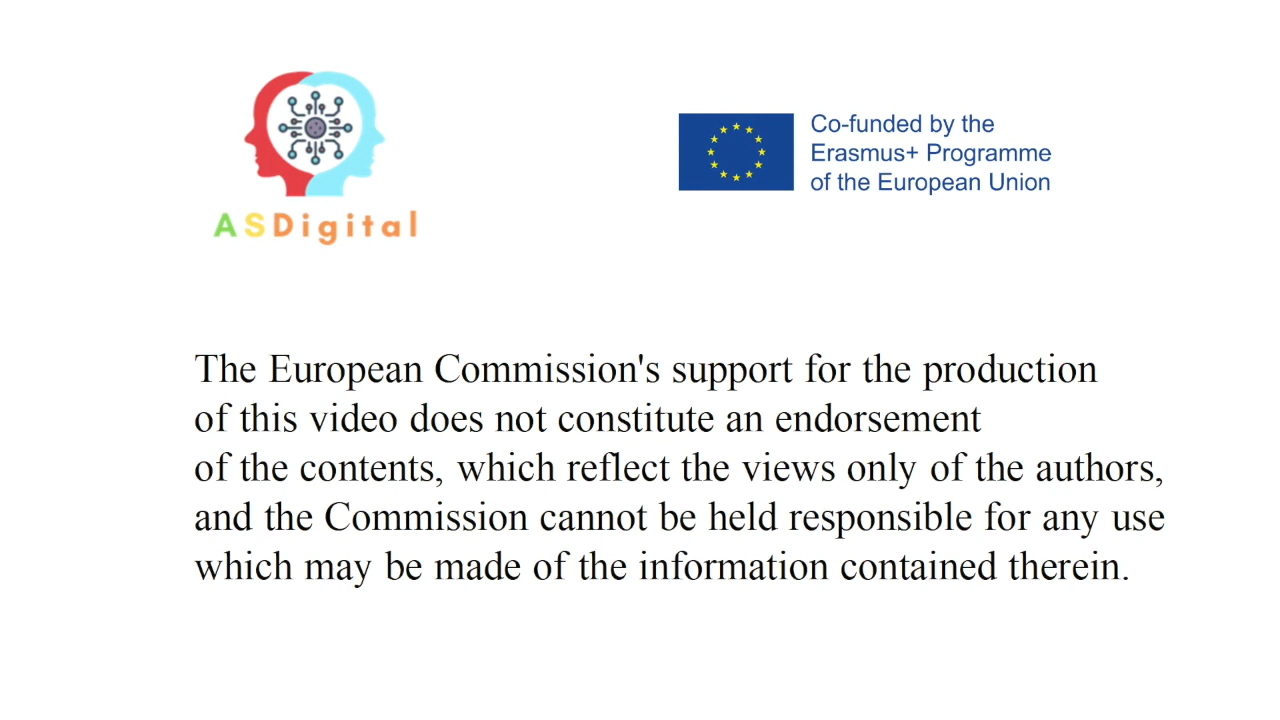 ASDigital
Co-funded by the
Erasmus+ Programme
of the European Union
The European Commission's support for the production
of this video does not constitute an endorsement
of the contents, which reflect the views only of the authors,
and the Commission cannot be held responsible for any use
which may be made of the information contained therein.